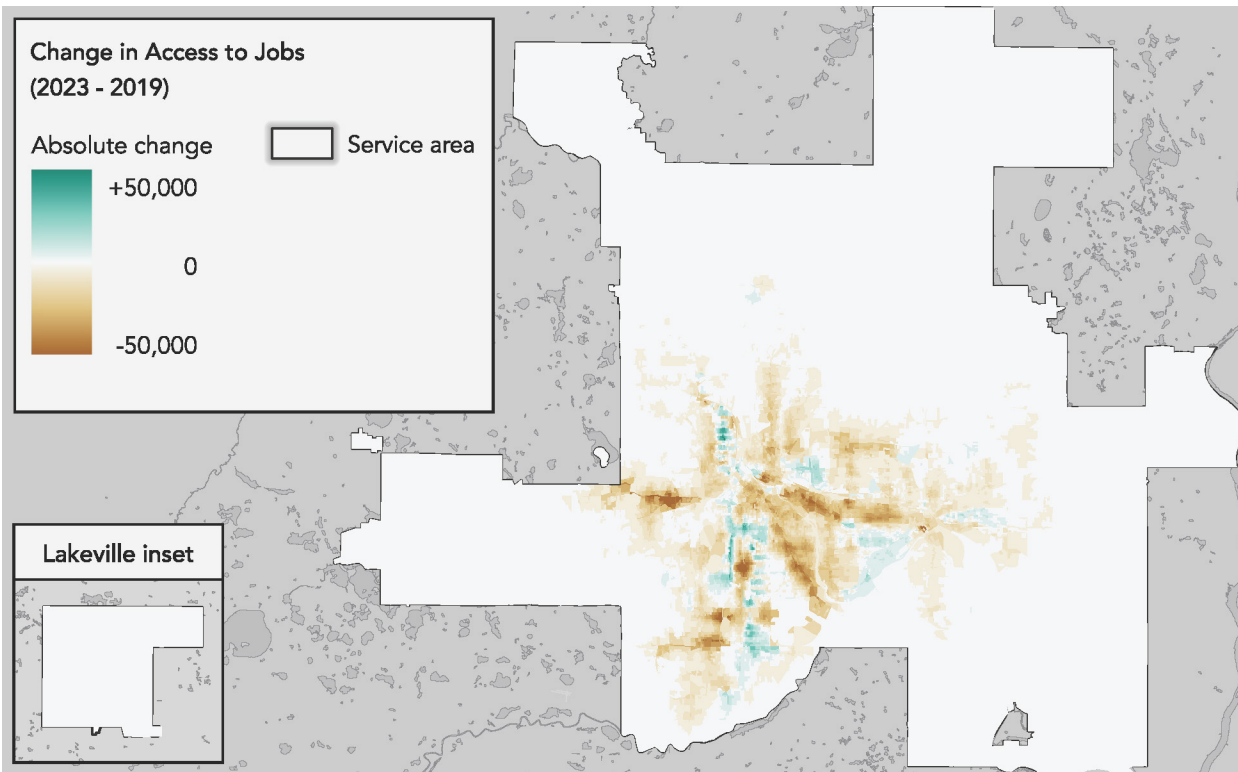 Change in Access to Jobs
(2023 - 2019)
Absolute change
Service area
+50,000
0
-50,000
Lakeville inset